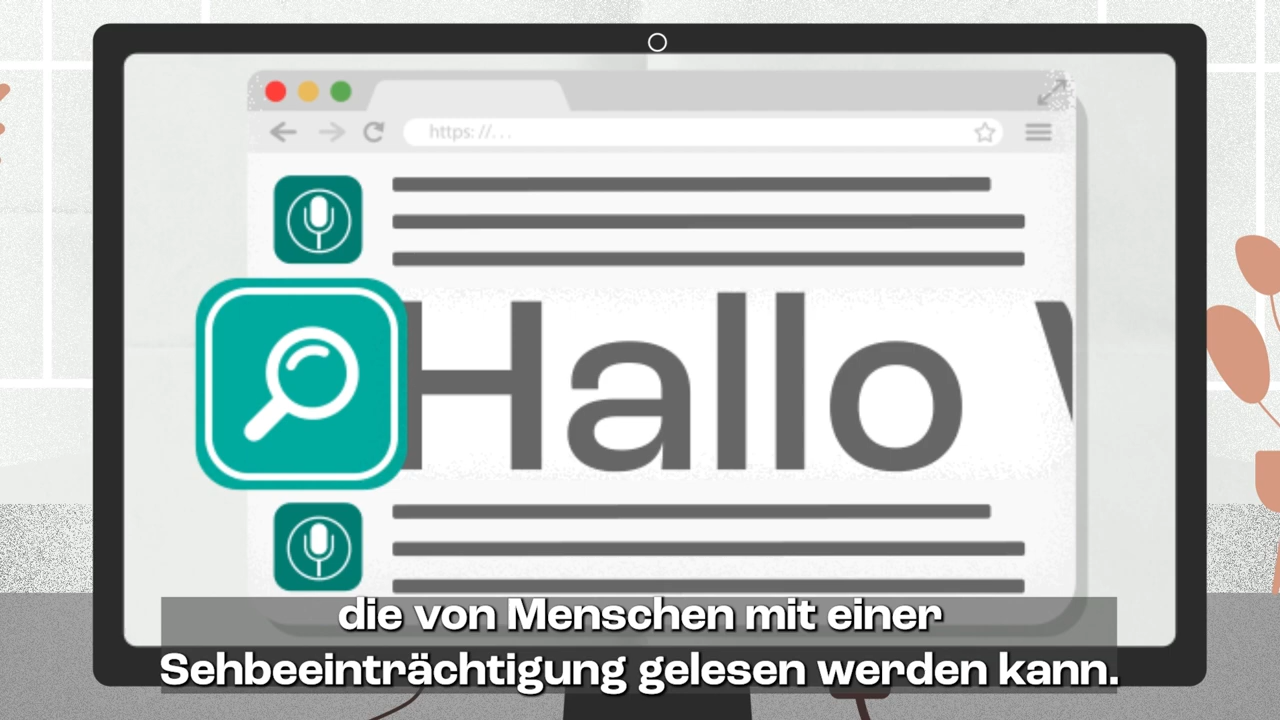 https: //...
Hallo
die von Menschen mit einer
Sehbeeinträchtigung gelesen werden kann.